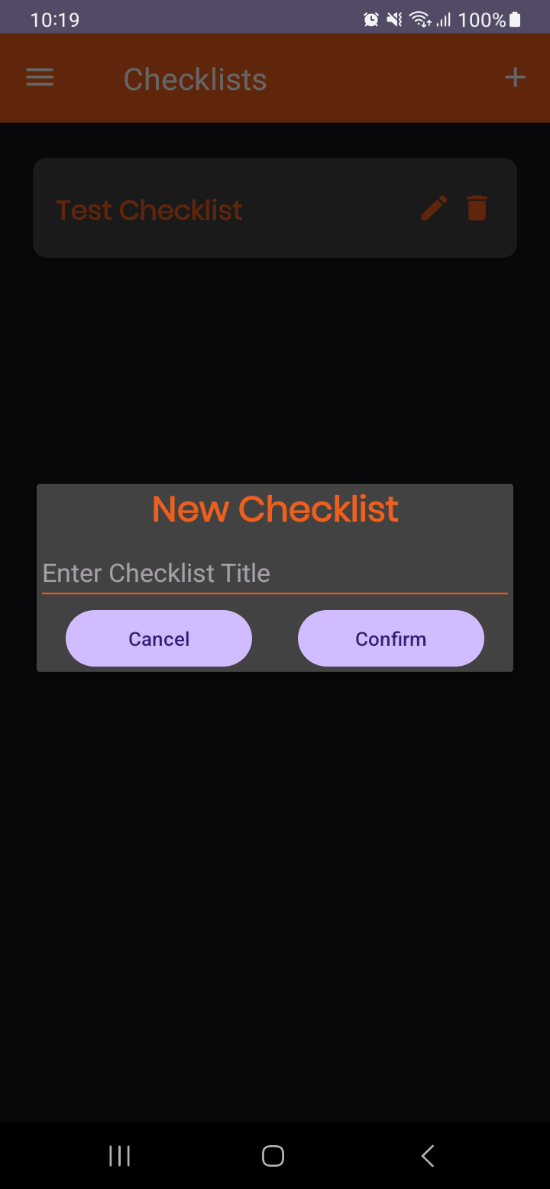 10:19 100%
Checklists
Test Checklist
New Checklist
Enter Checklist Title
Cancel Confirm